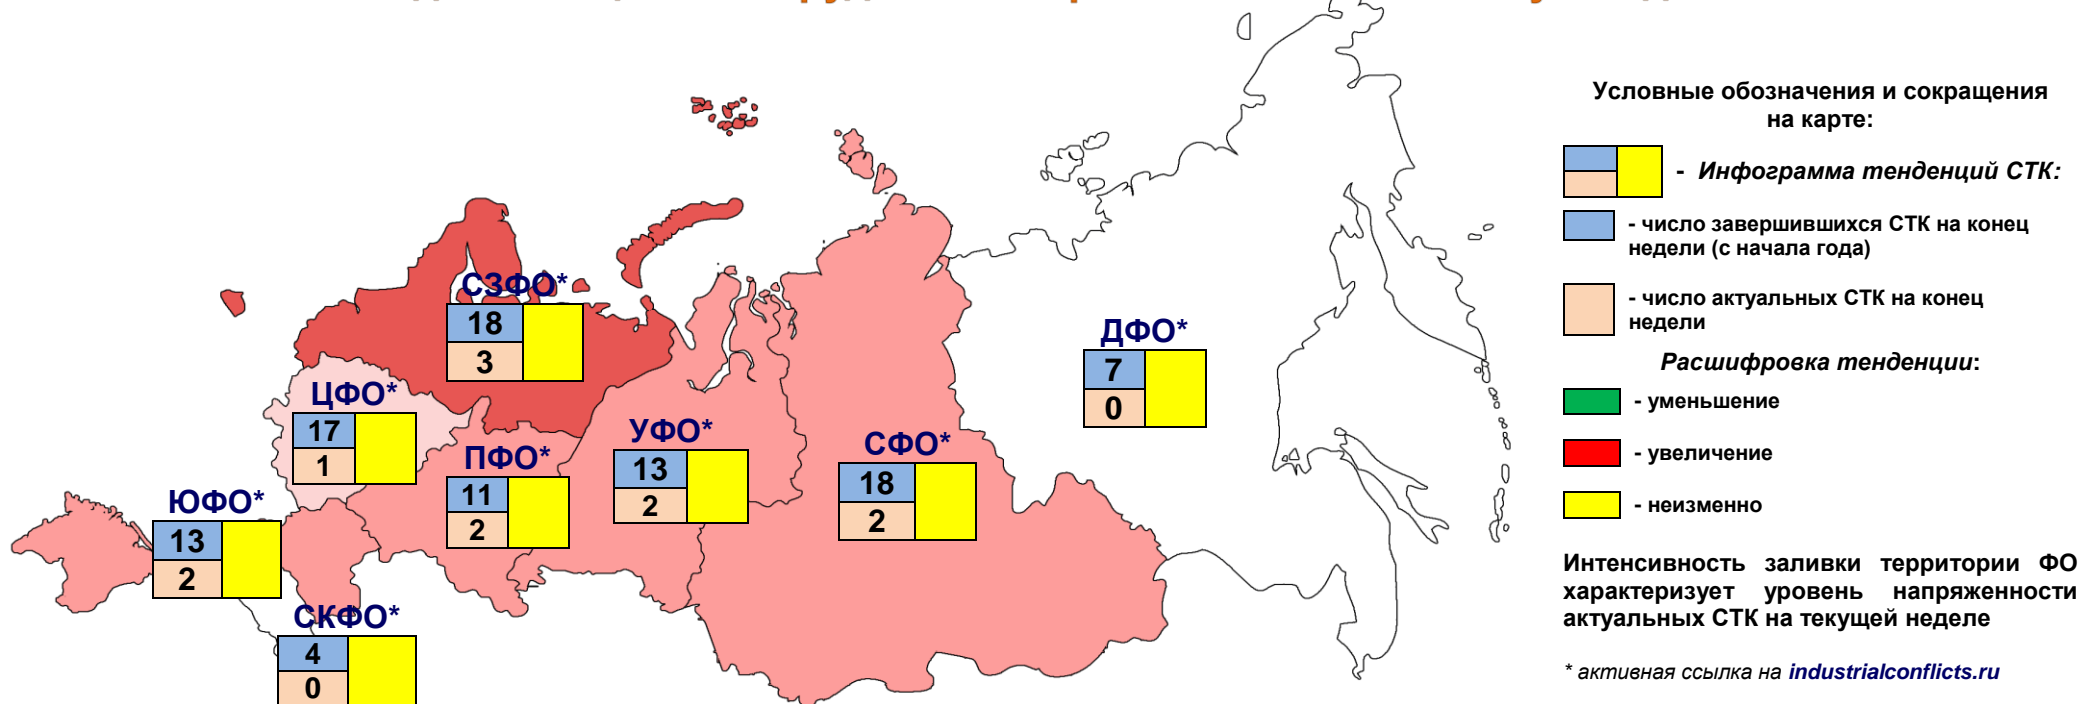 СЗФО*
18
3
ЦФО*
17
1
ДФО*
7
0
УФО*
13
2
СФО*
18
2
ПФО*
11
2
ЮФО*
13
2
СКФО*
4
0
Условные обозначения и сокращения
на карте:
- Инфограмма тенденций СТК:
- число завершившихся СТК на конец
недели (с начала года)
- число актуальных СТК на конец
недели
Расшифровка тенденции:
- уменьшение
- увеличение
- неизменно
Интенсивность заливки территории ФО
характеризует уровень напряженности
актуальных СТК на текущей неделе
* активная ссылка на industrialconflicts.ru